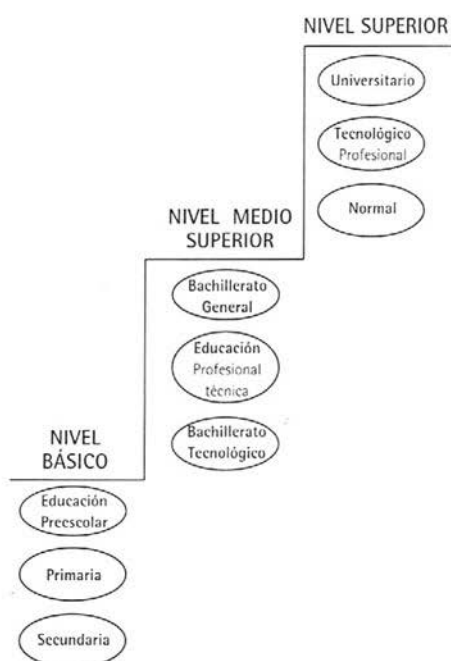 NIVEL SUPERIOR
Universitario
Tecnológico
Profesional
Normal
NIVEL MEDIO
SUPERIOR
Bachillerato
General
Educación
Profesional
técnica
Bachillerato
Tecnológico
NIVEL
BÁSICO
Educación
Preescolar
Primaria
Secundaria